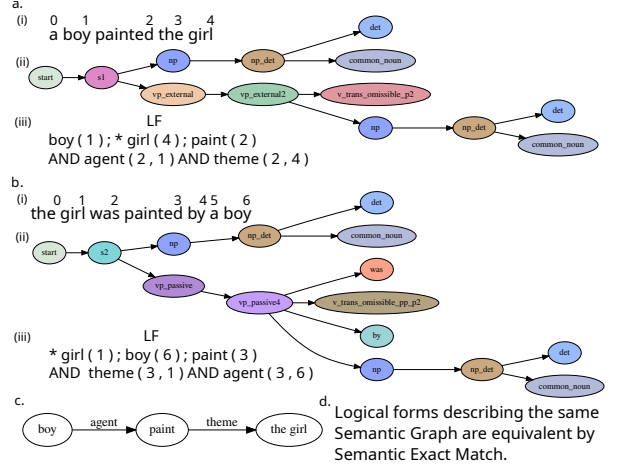 a.
(i) 0 1 2 3 4
a boy painted the girl
det
(ii) np np_det common_noun
start s1
vp_external vp_external2 v_trans_omissible_p2
det
(iii) LF np np_det
boy ( 1 ) ; * girl ( 4 ) ; paint ( 2 ) common_noun
AND agent ( 2 , 1 ) AND theme ( 2 , 4 )
b.
(i) 0 1 2 3 4 5 6
the girl was painted by a boy
det
(ii) np np_det common_noun
start s2
was
vp_passive vp_passive4 v_trans_omissible_pp_p2
by
(iii) LF
* girl ( 1 ) ; boy ( 6 ) ; paint ( 3 ) det
AND theme ( 3 , 1 ) AND agent ( 3 , 6 ) np np_det
common_noun
c.
boy agent paint theme the girl
d. Logical forms describing the same
Semantic Graph are equivalent by
Semantic Exact Match.